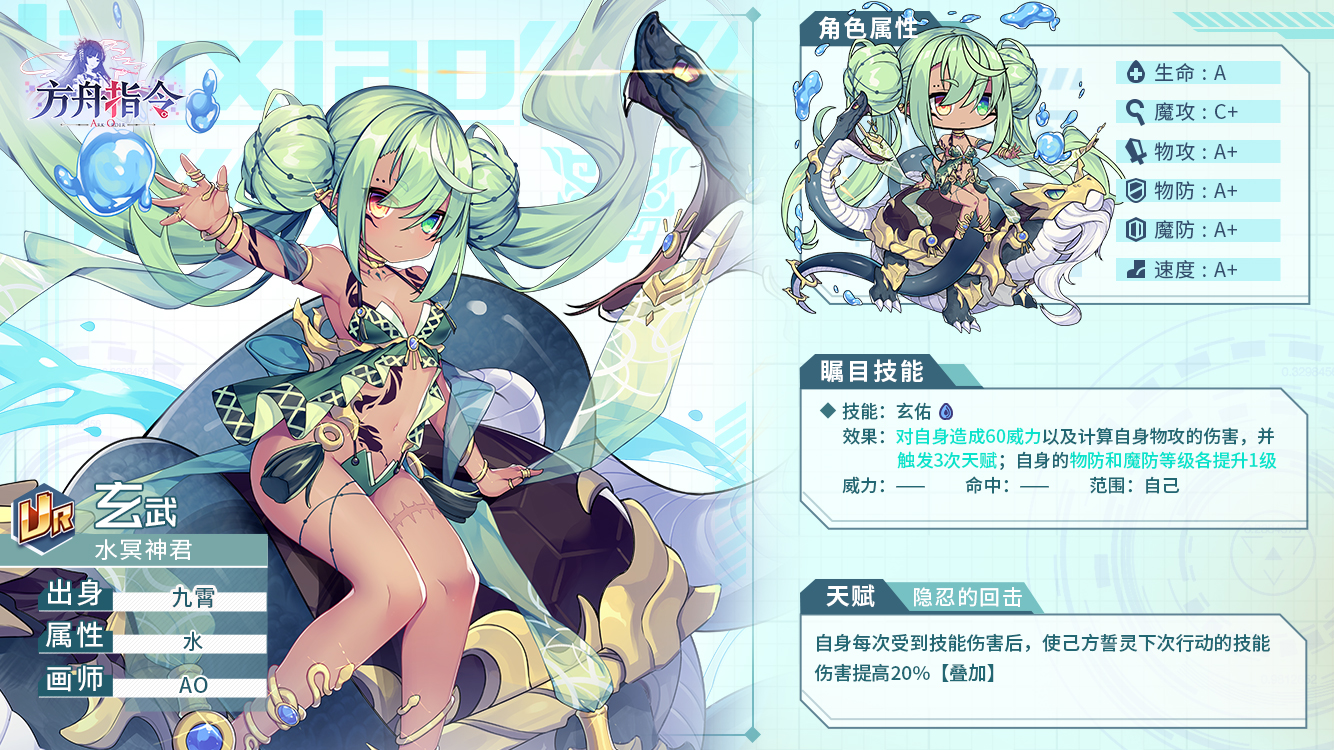 xiao
方舟指令
Ark Order
UR
玄武
水冥神君
出身 九霄
属性 水
画师 AO
角色属性
生命：A
魔攻：C+
物攻：A+
物防：A+
魔防：A+
速度：A+
瞩目技能
技能：玄佑
效果：对自身造成60威力以及计算自身物攻的伤害，并
触发3次天赋；自身的物防和魔防等级各提升1级
威力：—— 命中：—— 范围：自己
天赋 隐忍的回击
自身每次受到技能伤害后，使己方誓灵下次行动的技能
伤害提高20%【叠加】